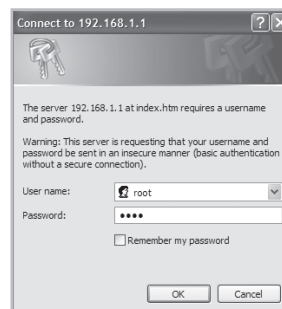 Connect to 192.168.1.1
The server 192.168.1.1 at index.htm requires a username
and password.
Warning: This server is requesting that your username and
password be sent in an insecure manner (basic authentication
without a secure connection).
User name:
root
Password:
••••
Remember my password
OK
Cancel